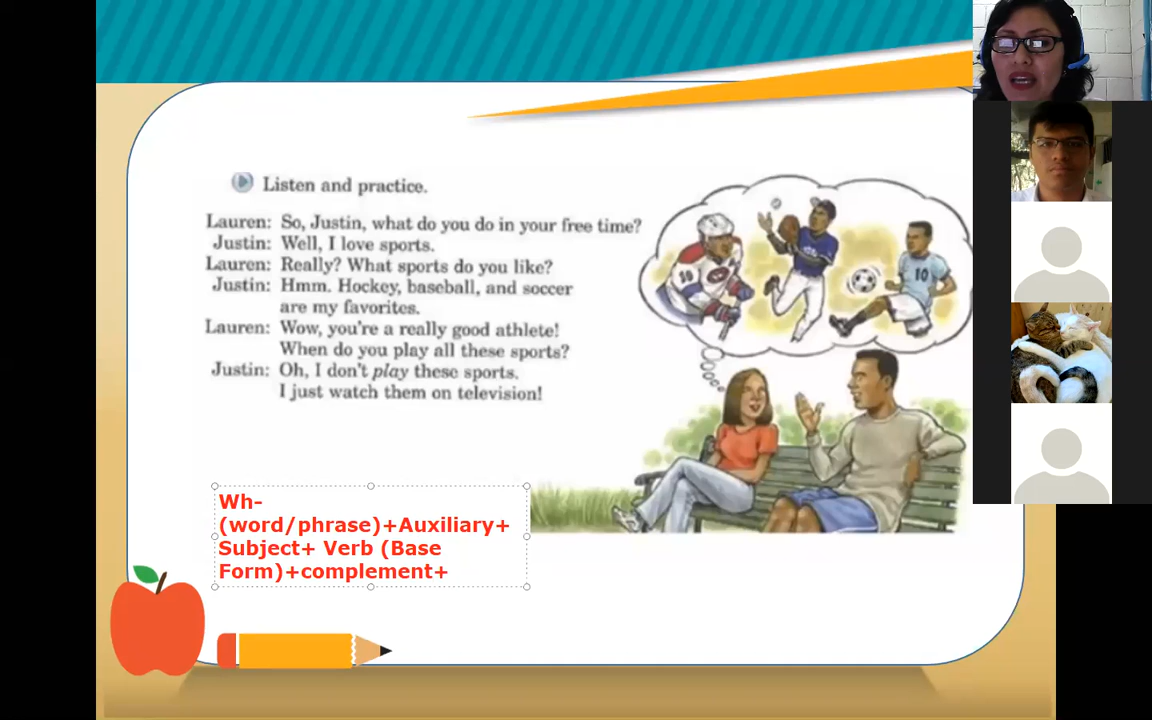 Listen and practice.
Lauren: So, Justin, what do you do in your free time?
Justin: Well, I love sports.
Lauren: Really? What sports do you like?
Justin: Hmm. Hockey, baseball, and soccer
are my favorites.
Lauren: Wow, you're a really good athlete!
When do you play all these sports?
Justin: Oh, I don't play these sports.
I just watch them on television!
10
10
Wh-
(word/phrase)+Auxiliary+
Subject+ Verb (Base
Form)+complement+